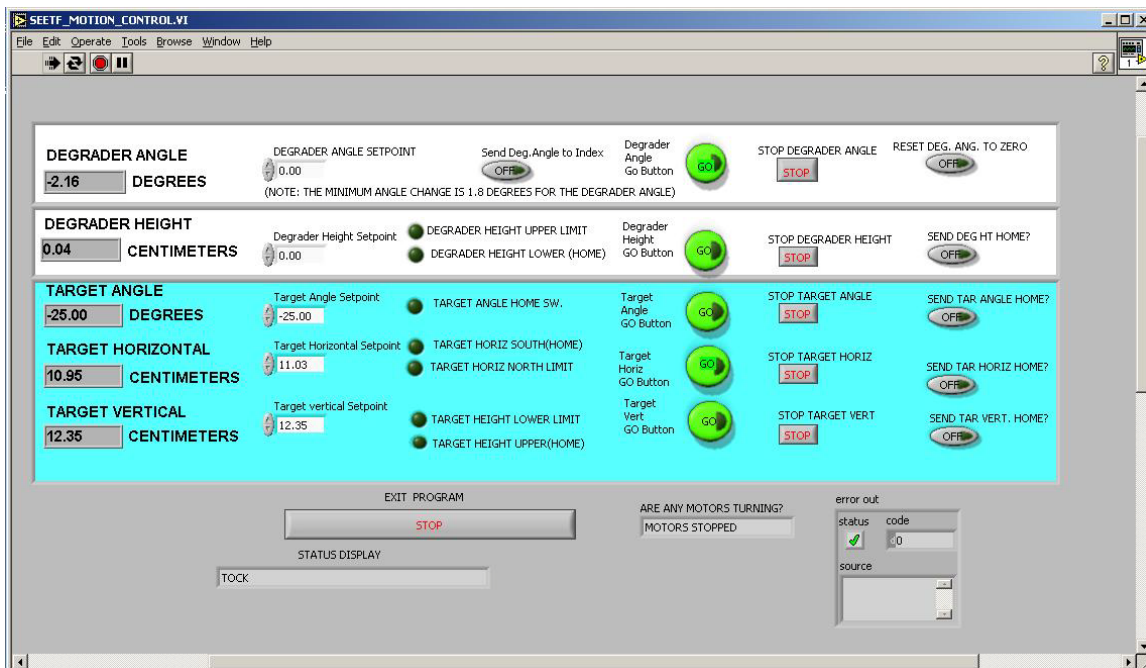 SEETF_MOTION_CONTROL.VI
File Edit Operate Tools Browse Window Help
1
DEGRADER ANGLE
-2.16 DEGREES
DEGRADER ANGLE SETPOINT
0.00
Send Deg.Angle to Index
OFF
(NOTE: THE MINIMUM ANGLE CHANGE IS 1.8 DEGREES FOR THE DEGRADER ANGLE)
Degrader
Angle
Go Button
GO
STOP DEGRADER ANGLE
STOP
RESET DEG. ANG. TO ZERO
OFF
DEGRADER HEIGHT
0.04 CENTIMETERS
Degrader Height Setpoint
0.00
DEGRADER HEIGHT UPPER LIMIT
DEGRADER HEIGHT LOWER (HOME)
Degrader
Height
GO Button
GO
STOP DEGRADER HEIGHT
STOP
SEND DEG HT HOME?
OFF
TARGET ANGLE
-25.00 DEGREES
Target Angle Setpoint
-25.00
TARGET ANGLE HOME SW.
Target
Angle
GO Button
GO
STOP TARGET ANGLE
STOP
SEND TAR ANGLE HOME?
OFF
TARGET HORIZONTAL
10.95 CENTIMETERS
Target Horizontal Setpoint
11.03
TARGET HORIZ SOUTH(HOME)
TARGET HORIZ NORTH LIMIT
Target
Horiz
GO Button
GO
STOP TARGET HORIZ
STOP
SEND TAR HORIZ HOME?
OFF
TARGET VERTICAL
12.35 CENTIMETERS
Target vertical Setpoint
12.35
TARGET HEIGHT LOWER LIMIT
TARGET HEIGHT UPPER(HOME)
Target
Vert
GO Button
GO
STOP TARGET VERT
STOP
SEND TAR VERT. HOME?
OFF
EXIT PROGRAM
STOP
STATUS DISPLAY
TOCK
ARE ANY MOTORS TURNING?
MOTORS STOPPED
error out
status code
d0
source